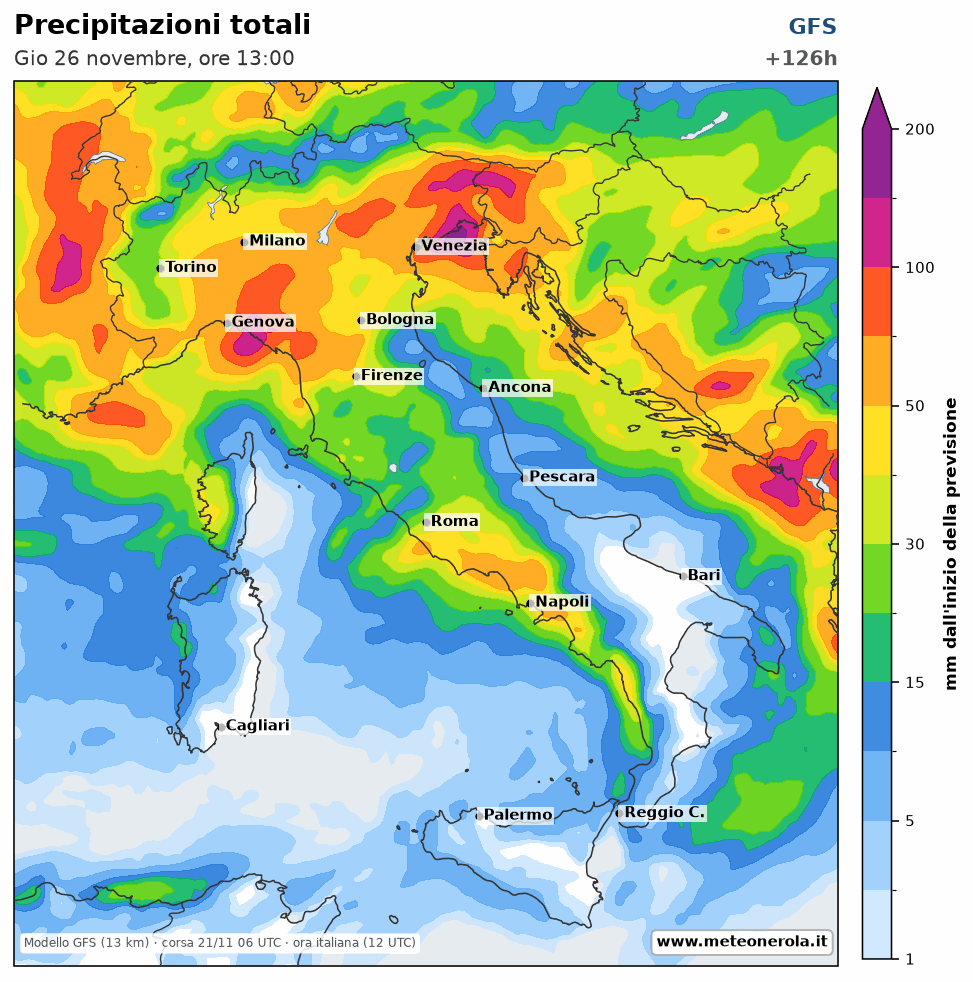 Precipitazioni totali
GFS
Gio 26 novembre, ore 13:00
+126h
200
100
50
30
15
5
1
mm dall'inizio della previsione
Milano
Venezia
Torino
Genova
Bologna
Firenze
Ancona
Pescara
Roma
Bari
Napoli
Cagliari
Palermo
Reggio C.
Modello GFS (13 km) · corsa 21/11 06 UTC · ora italiana (12 UTC)
www.meteonerola.it